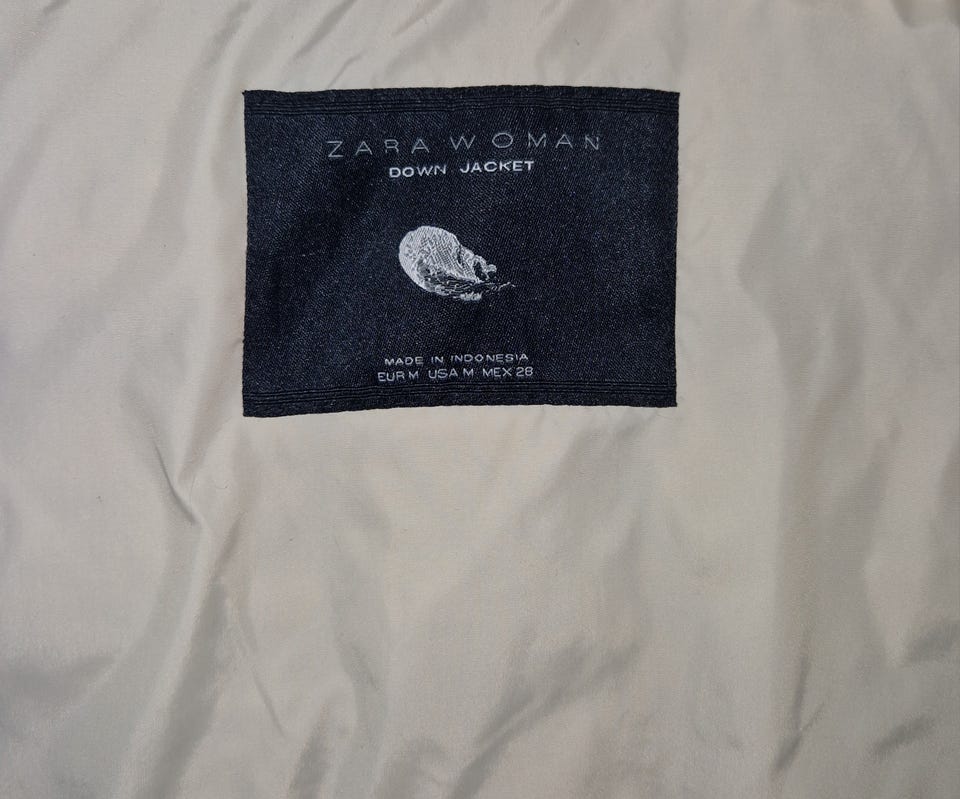 ZARA WOMAN
DOWN JACKET
MADE IN INDONESIA
EUR M USA M MEX 28